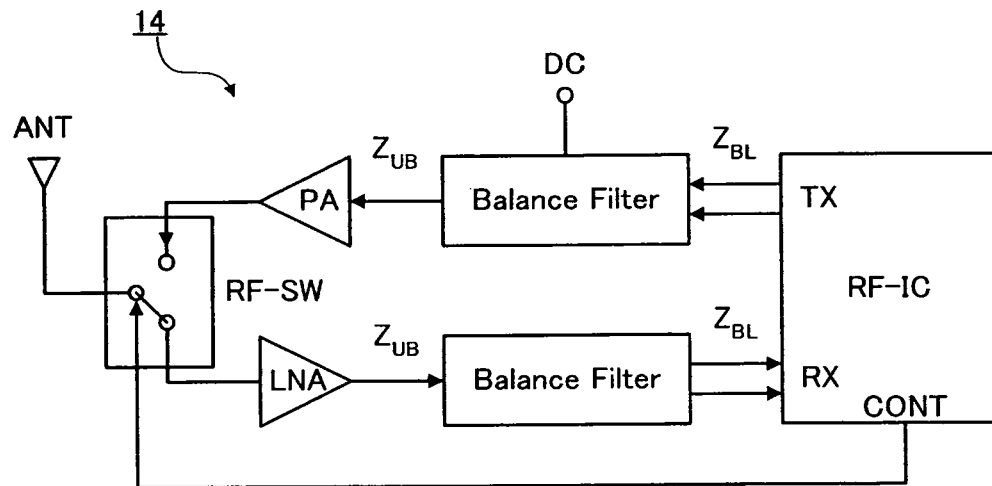 14
DC
ANT
Z_UB
Z_BL
PA
Balance Filter
TX
RF-SW
RF-IC
Z_UB
Z_BL
LNA
Balance Filter
RX
CONT